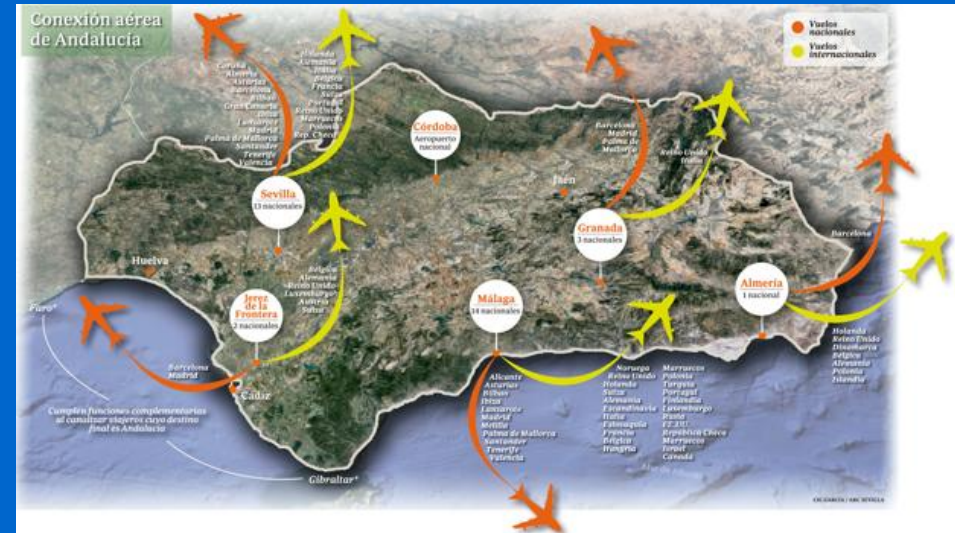 Conexión aérea
de Andalucía
Vuelos
nacionales
Vuelos
internacionales
Coruña
Almería
Asturias
Barcelona
Bilbao
Gran Canaria
Ibiza
Lanzarote
Madrid
Palma de Mallorca
Santander
Tenerife
Valencia
Holanda
Alemania
Italia
Bélgica
Francia
Suiza
Portugal
Reino Unido
Marruecos
Polonia
Rep. Checa
Córdoba
Aeropuerto
nacional
Barcelona
Madrid
Palma de
Mallorca
Reino Unido
Italia
Jaén
Sevilla
13 nacionales
Granada
3 nacionales
Barcelona
Huelva
Bélgica
Alemania
Reino Unido
Luxemburgo
Austria
Suiza
Jerez
de la
Frontera
2 nacionales
Málaga
14 nacionales
Almería
1 nacional
Faro*
Barcelona
Madrid
Cádiz
Cumplen funciones complementarias
al canalizar viajeros cuyo destino
final es Andalucía
Gibraltar*
Alicante
Asturias
Bilbao
Ibiza
Lanzarote
Madrid
Melilla
Palma de Mallorca
Santander
Tenerife
Valencia
Noruega
Reino Unido
Holanda
Suiza
Alemania
Escandinavia
Italia
Eslovaquia
Francia
Bélgica
Hungría
Marruecos
Polonia
Turquía
Portugal
Finlandia
Luxemburgo
Rusia
EE.UU.
República Checa
Marruecos
Israel
Canadá
Holanda
Reino Unido
Dinamarca
Bélgica
Alemania
Polonia
Islandia
ABC SEVILLA